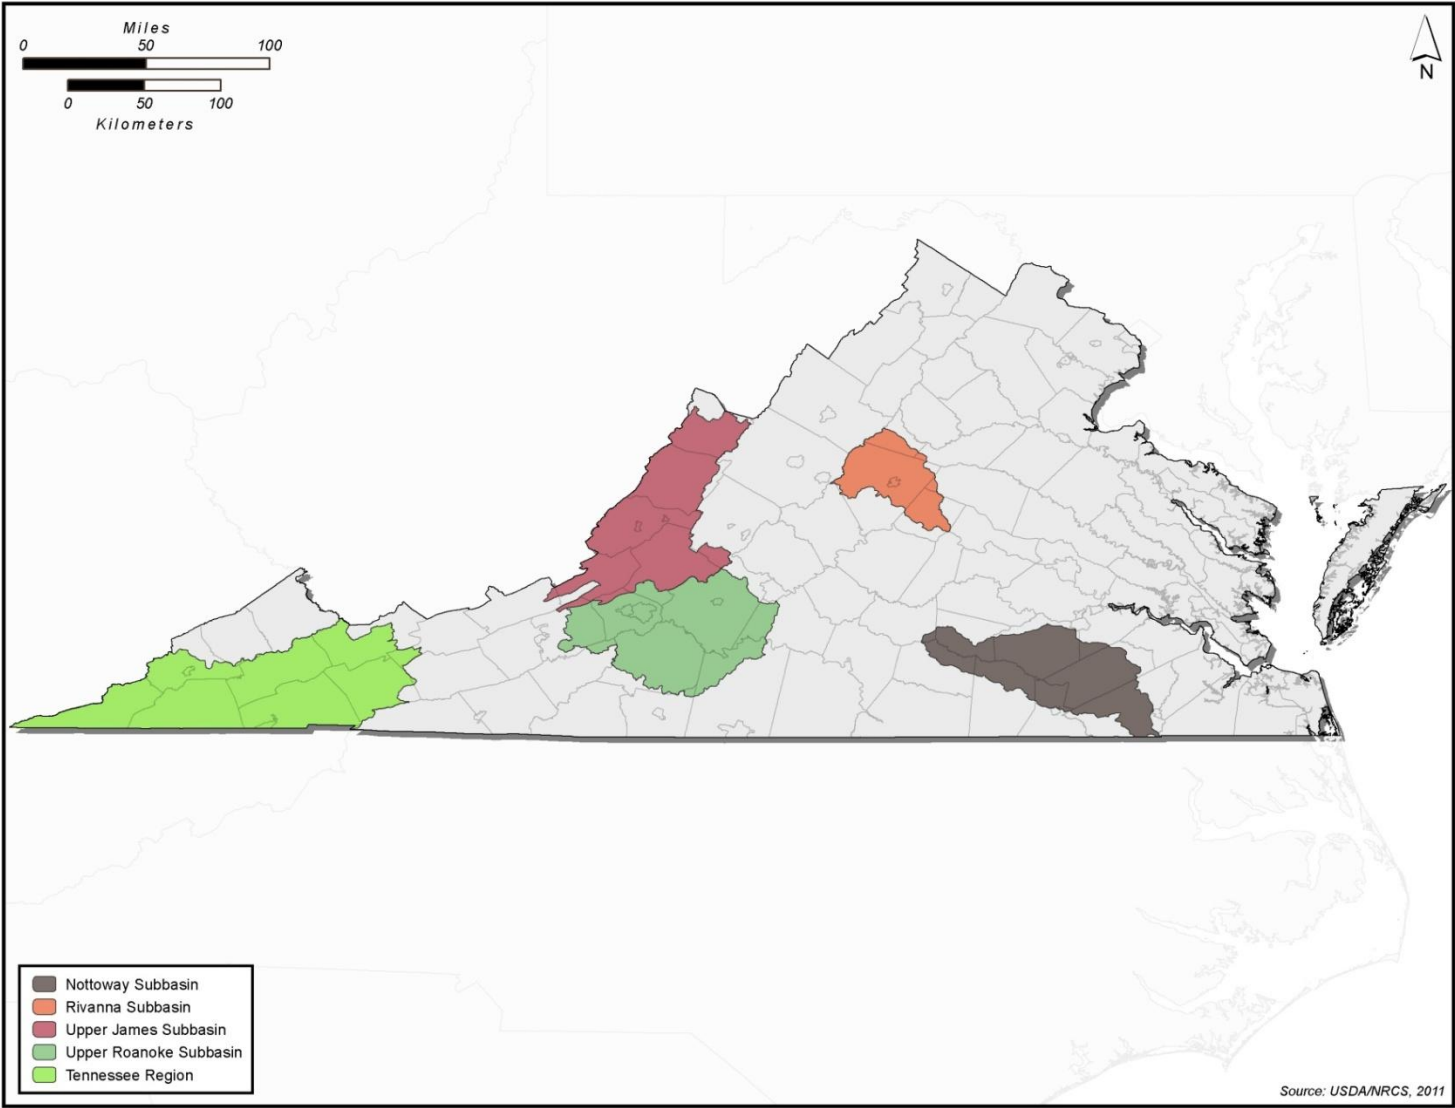 Miles
0 50 100
0 50 100
Kilometers
N
Nottoway Subbasin
Rivanna Subbasin
Upper James Subbasin
Upper Roanoke Subbasin
Tennessee Region
Source: USDA/NRCS, 2011